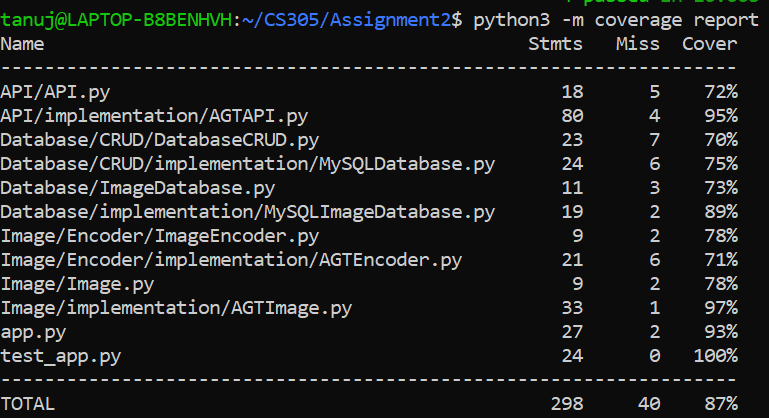 tanuj@LAPTOP-B8BENHVH:~/CS305/Assignment2$ python3 -m coverage report
Name                                              Stmts   Miss  Cover
---------------------------------------------------------------------
API/API.py                                           18      5    72%
API/implementation/AGTAPI.py                         80      4    95%
Database/CRUD/DatabaseCRUD.py                        23      7    70%
Database/CRUD/implementation/MySQLDatabase.py        24      6    75%
Database/ImageDatabase.py                            11      3    73%
Database/implementation/MySQLImageDatabase.py        19      2    89%
Image/Encoder/ImageEncoder.py                         9      2    78%
Image/Encoder/implementation/AGTEncoder.py           21      6    71%
Image/Image.py                                        9      2    78%
Image/implementation/AGTImage.py                     33      1    97%
app.py                                               27      2    93%
test_app.py                                          24      0   100%
---------------------------------------------------------------------
TOTAL                                               298     40    87%